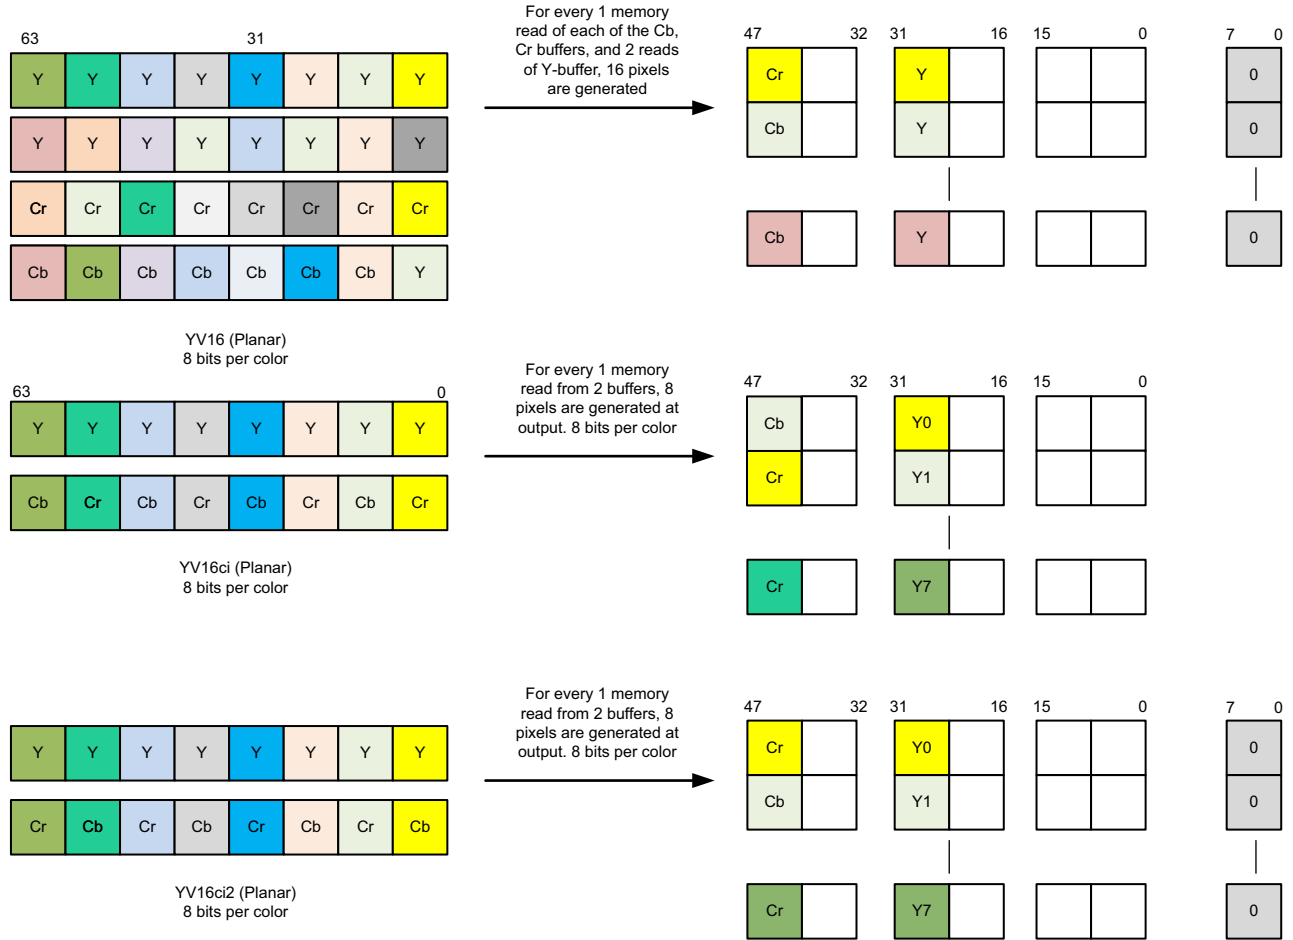 For every 1 memory
read of each of the Cb,
Cr buffers, and 2 reads
of Y-buffer, 16 pixels
are generated
63 31
47 32 31 16 15 0 7 0
Y Y Y Y Y Y Y Y
Cr Y 0
Y Y Y Y Y Y Y Y
Cb Y 0
Cr Cr Cr Cr Cr Cr Cr Cr
Cb Y 0
Cb Cb Cb Cb Cb Cb Cb Y
YV16 (Planar)
8 bits per color
For every 1 memory
read from 2 buffers, 8
pixels are generated at
output. 8 bits per color
63 0
47 32 31 16 15 0
Y Y Y Y Y Y Y Y
Cb Y0
Cb Cr Cb Cr Cb Cr Cb Cr
Cr Y1
YV16ci (Planar)
8 bits per color
Cr Y7
For every 1 memory
read from 2 buffers, 8
pixels are generated at
output. 8 bits per color
47 32 31 16 15 0 7 0
Y Y Y Y Y Y Y Y
Cr Y0 0
Cr Cb Cr Cb Cr Cb Cr Cb
Cb Y1 0
YV16ci2 (Planar)
8 bits per color
Cr Y7 0